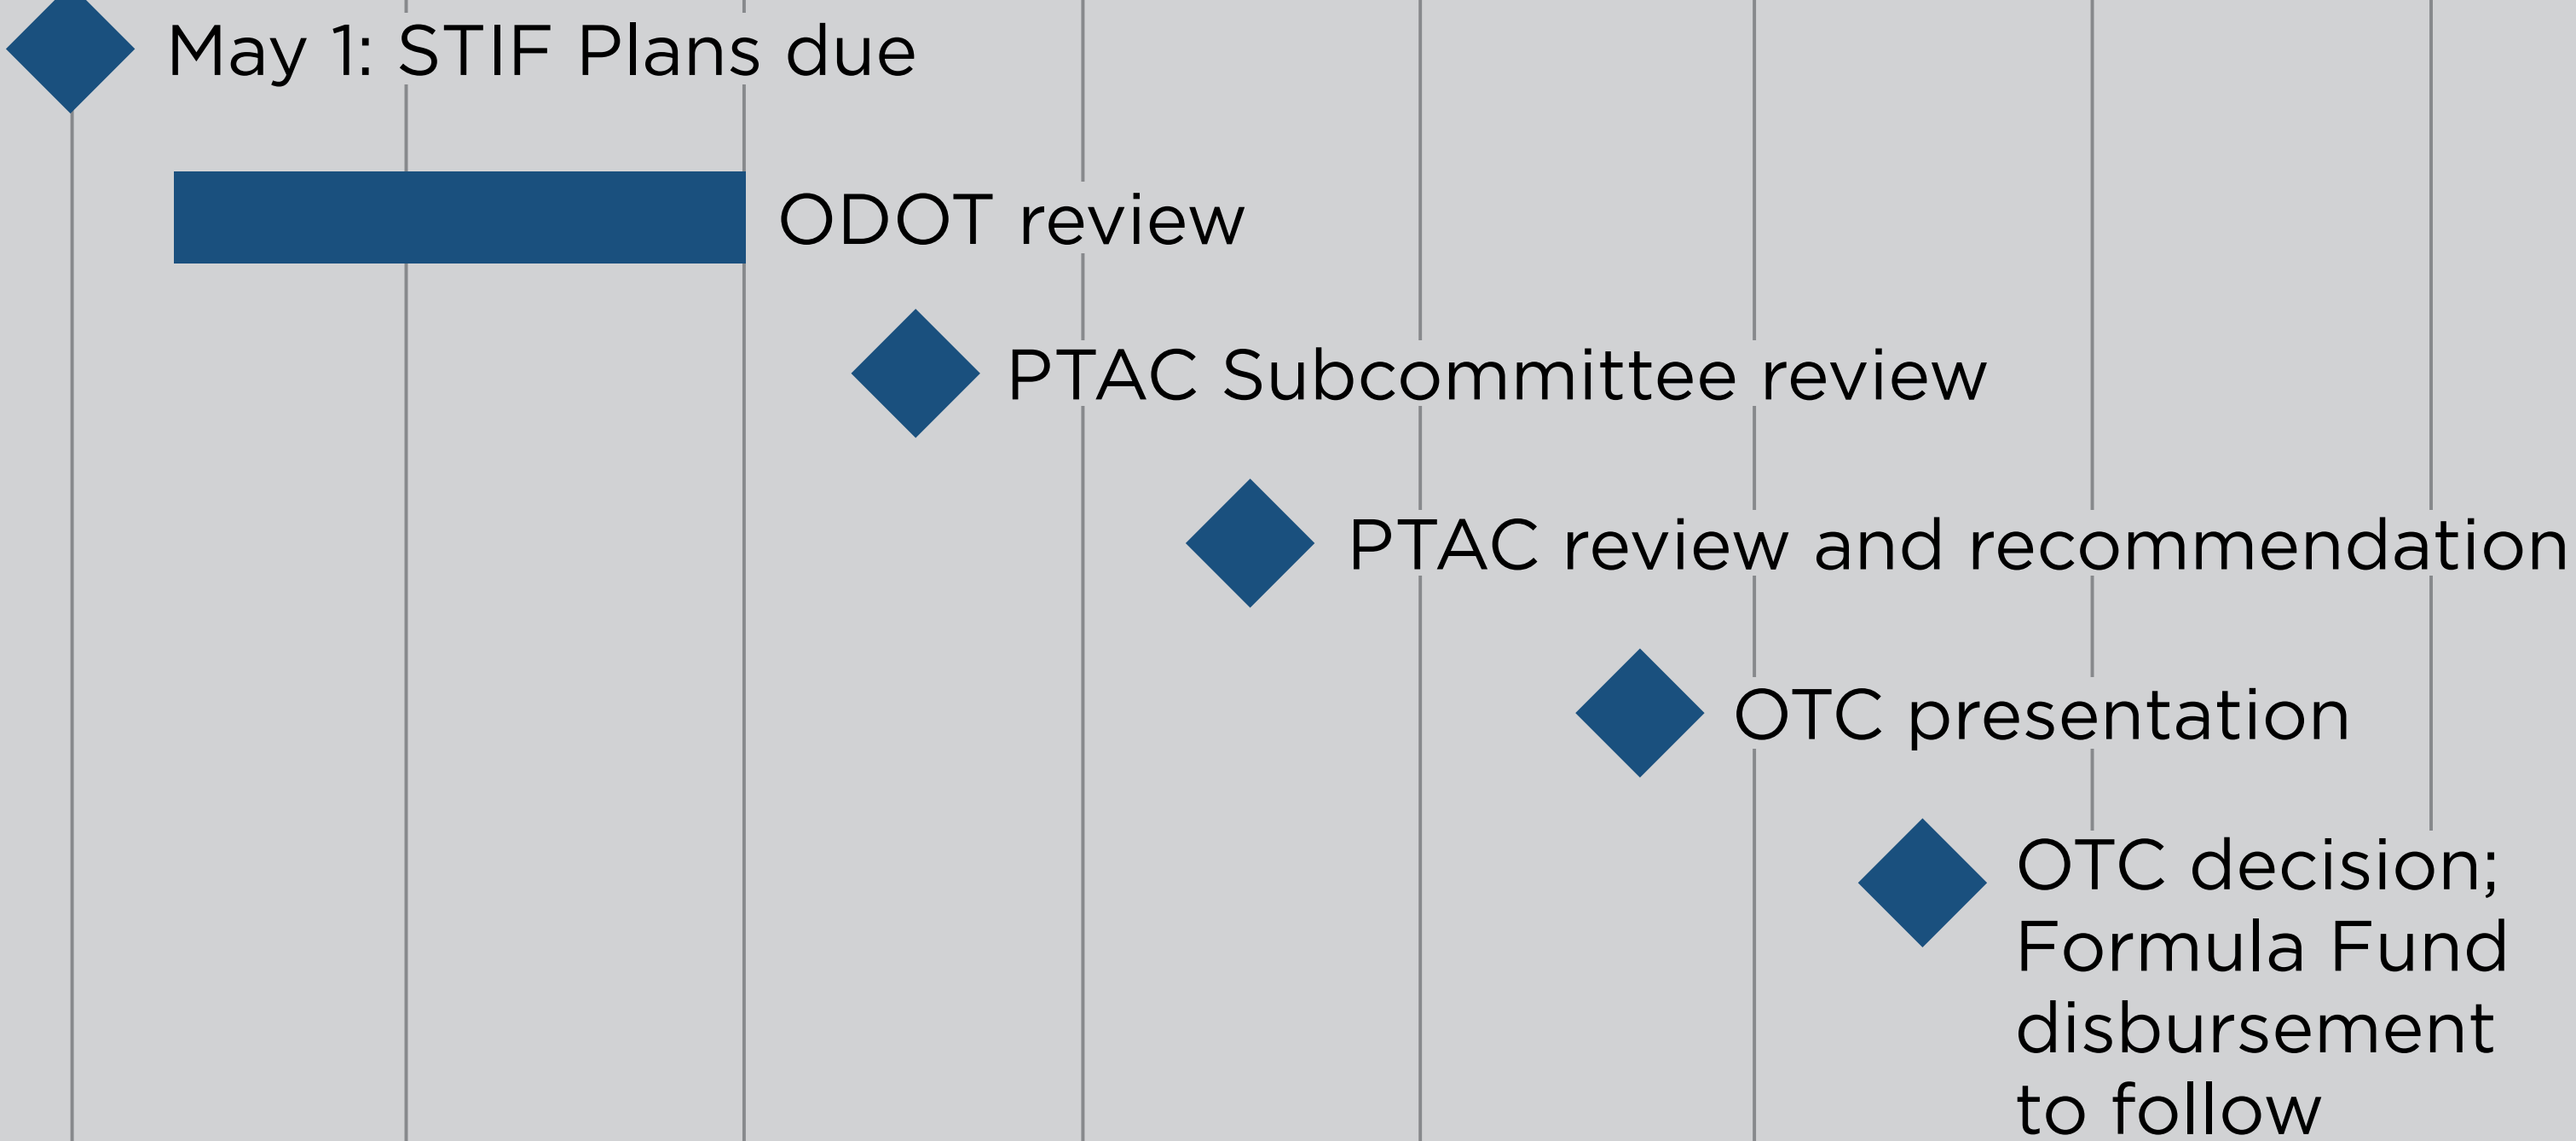 May 1: STIF Plans due
ODOT review
PTAC Subcommittee review
PTAC review and recommendation
OTC presentation
OTC decision;
Formula Fund
disbursement
to follow